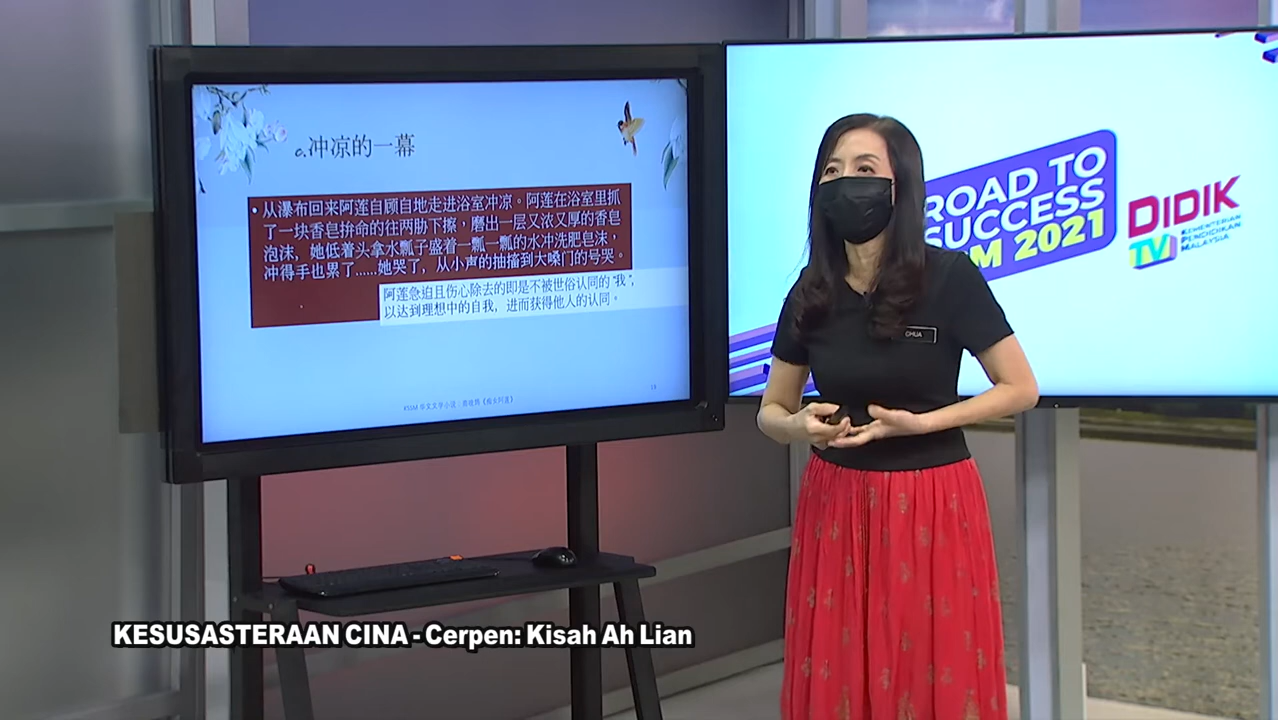 c.冲凉的一幕
• 从瀑布回来阿莲自顾自地走进浴室冲凉。阿莲在浴室里抓
了一块香皂拚命的往两胁下擦，磨出一层又浓又厚的香皂
泡沫，她低着头拿水瓢子盛着一瓢一瓢的水冲洗肥皂沫，
冲得手也累了......她哭了，从小声的抽搐到大嗓门的号哭。
阿莲急迫且伤心除去的即是不被世俗认同的“我”，
以达到理想中的自我，进而获得他人的认同。
ROAD TO
SUCCESS
M 2021
DIDIK
TV
KEMENTERIAN
PENDIDIKAN
MALAYSIA
CHUA
KESUSASTERAAN CINA - Cerpen: Kisah Ah Lian